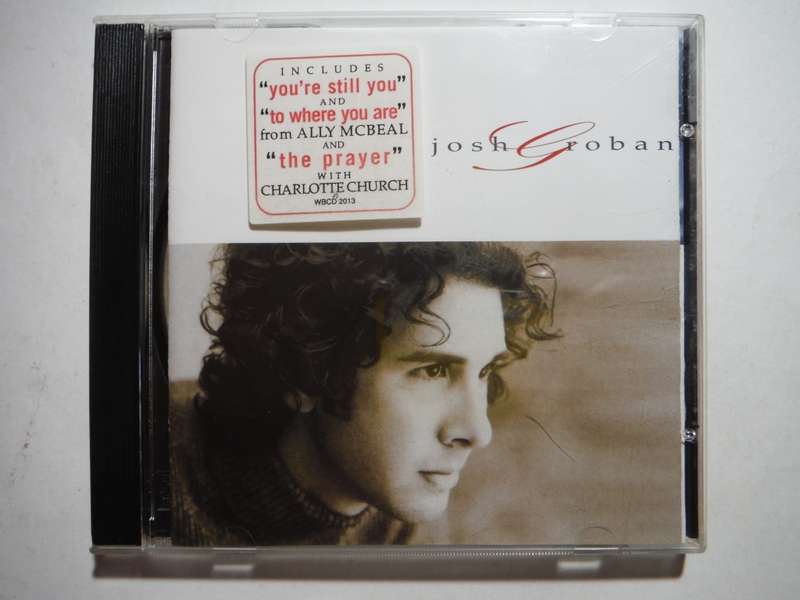 INCLUDES
"you're still you"
AND
"to where you are"
from ALLY MCBEAL
AND
"the prayer"
WITH
CHARLOTTE CHURCH
WBCD 2013
josh Groban